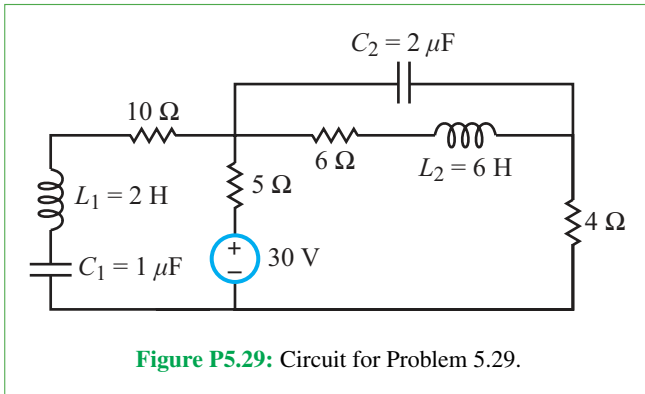 C₂ = 2 μF
10 Ω
6 Ω
L₂ = 6 H
L₁ = 2 H
5 Ω
4 Ω
C₁ = 1 μF
+
30 V
Figure P5.29: Circuit for Problem 5.29.